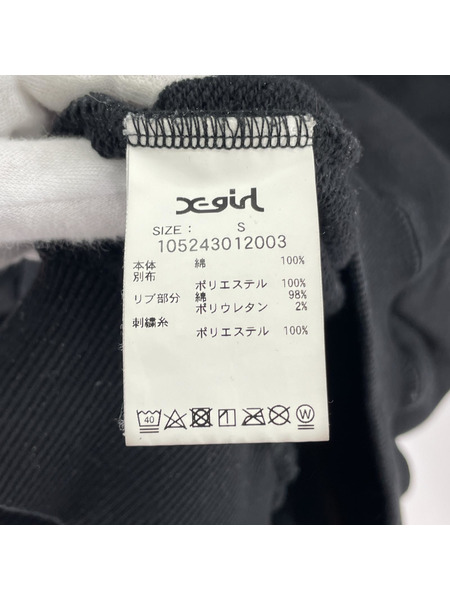 X-girl
SIZE: S
105243012003
本体 綿 100%
別布
ポリエステル 100%
リブ部分 綿 98%
ポリウレタン 2%
刺繍糸
ポリエステル 100%
40 W